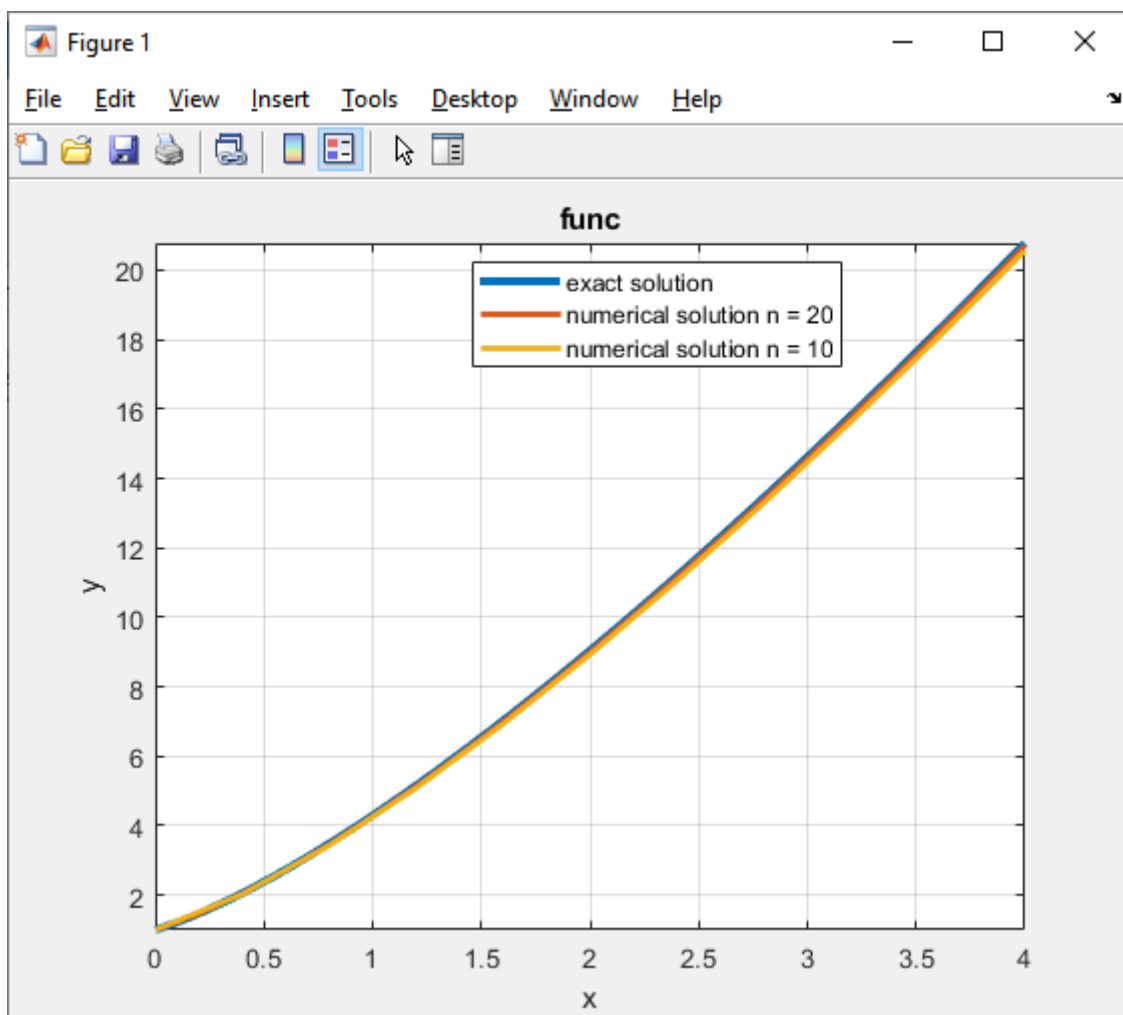 Figure 1
File Edit View Insert Tools Desktop Window Help
func
exact solution
numerical solution n = 20
numerical solution n = 10
20
18
16
14
12
10
8
6
4
2
y
0 0.5 1 1.5 2 2.5 3 3.5 4
x